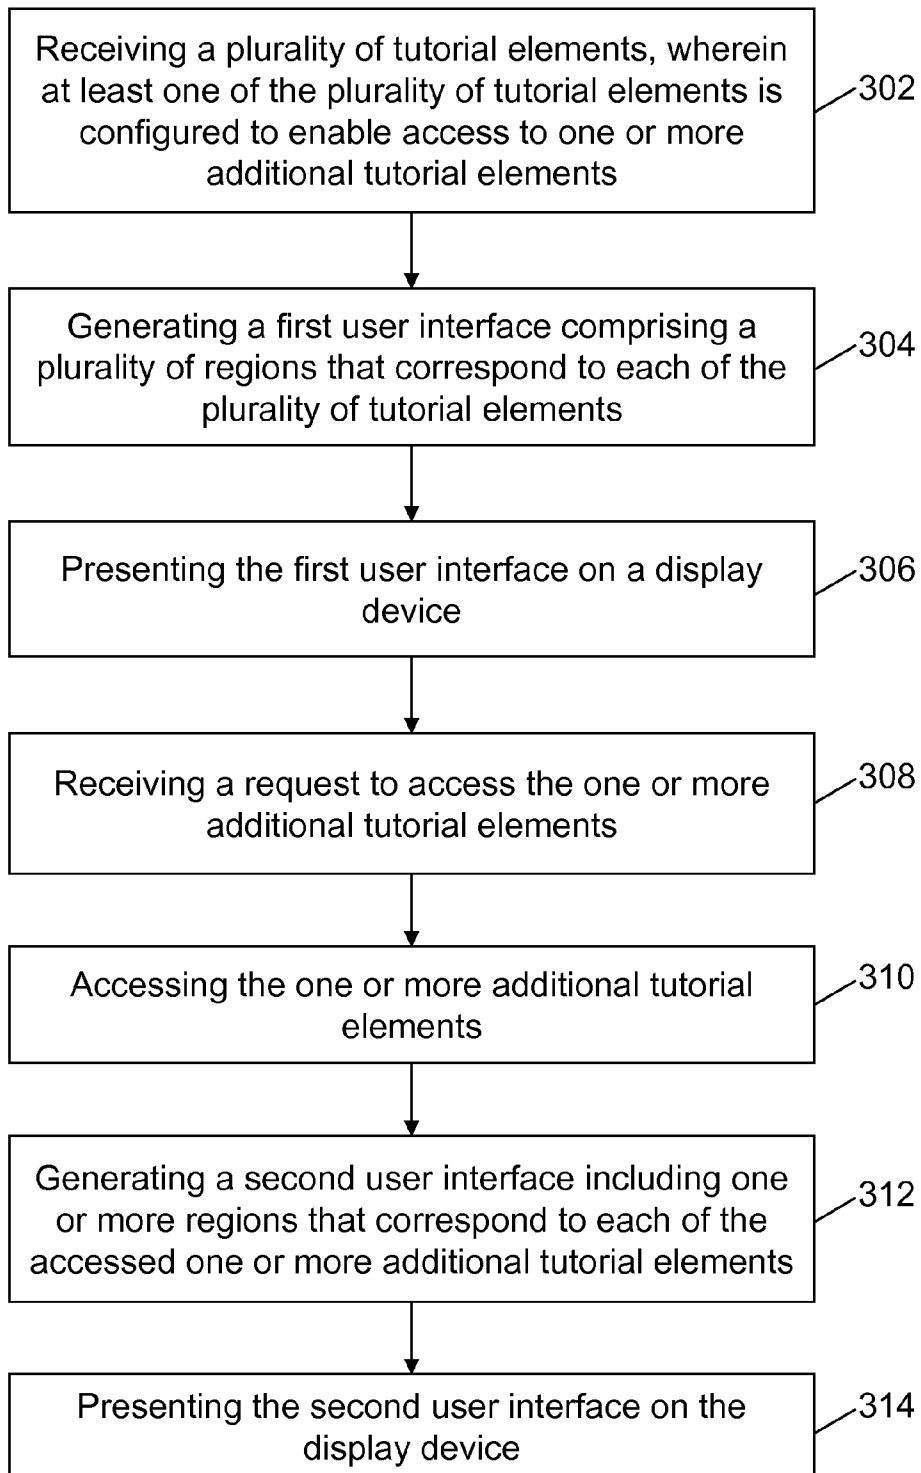 Receiving a plurality of tutorial elements, wherein
at least one of the plurality of tutorial elements is
configured to enable access to one or more
additional tutorial elements
302
Generating a first user interface comprising a
plurality of regions that correspond to each of the
plurality of tutorial elements
304
Presenting the first user interface on a display
device
306
Receiving a request to access the one or more
additional tutorial elements
308
Accessing the one or more additional tutorial
elements
310
Generating a second user interface including one
or more regions that correspond to each of the
accessed one or more additional tutorial elements
312
Presenting the second user interface on the
display device
314